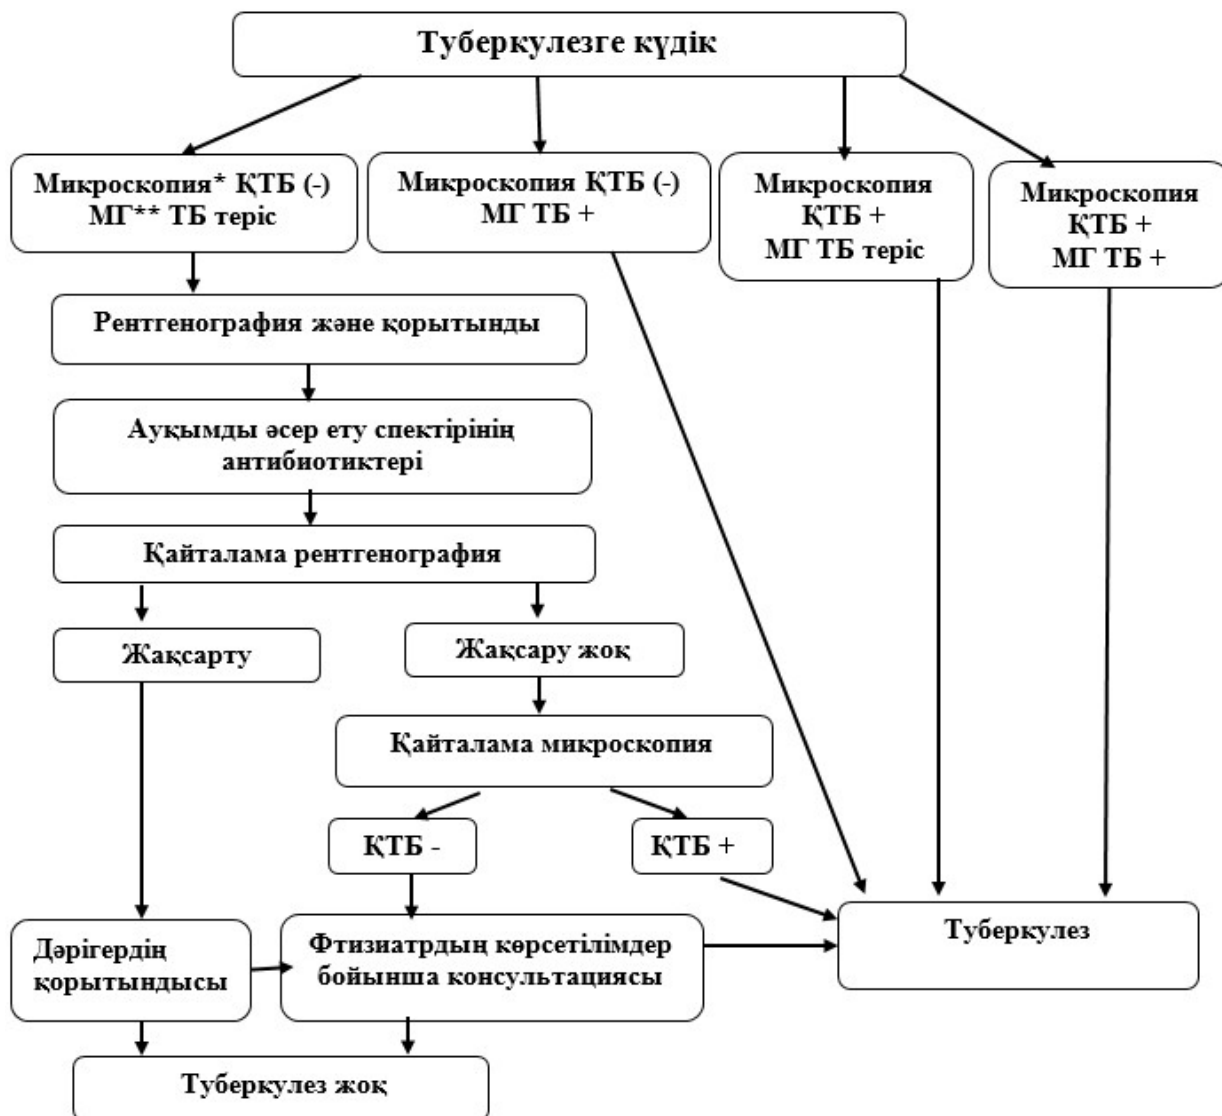 Туберкулезге күдік
Микроскопия* ҚТБ (-)
МГ** ТБ теріс
Микроскопия ҚТБ (-)
МГ ТБ +
Микроскопия
ҚТБ +
МГ ТБ теріс
Микроскопия
ҚТБ +
МГ ТБ +
Рентгенография және қорытынды
Ауқымды әсер ету спектірінің
антибиотиктері
Қайталама рентгенография
Жақсарту
Жақсару жоқ
Қайталама микроскопия
ҚТБ -
ҚТБ +
Дәрігердің
қорытындысы
Фтизиатрдың көрсетілімдер
бойынша консультациясы
Туберкулез
Туберкулез жоқ